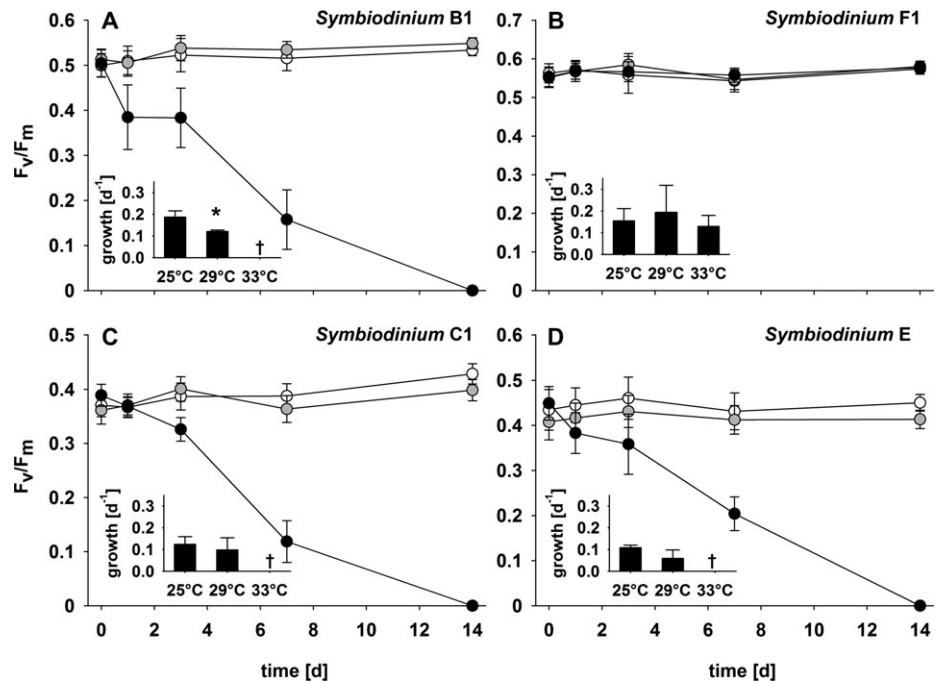 A
Symbiodinium B1
0.6
0.5
0.4
0.3
0.2
0.1
0
Fv/Fm
growth [d-1]
0.3
0.2
0.1
0.0
*
†
25°C 29°C 33°C
B
Symbiodinium F1
0.6
0.5
0.4
0.3
0.2
0.1
0
growth [d-1]
0.3
0.2
0.1
0.0
25°C 29°C 33°C
C
Symbiodinium C1
0.5
0.4
0.3
0.2
0.1
0
Fv/Fm
growth [d-1]
0.3
0.2
0.1
0.0
†
25°C 29°C 33°C
0 2 4 6 8 10 12 14
time [d]
D
Symbiodinium E
0.6
0.5
0.4
0.3
0.2
0.1
0
growth [d-1]
0.3
0.2
0.1
0.0
†
25°C 29°C 33°C
0 2 4 6 8 10 12 14
time [d]